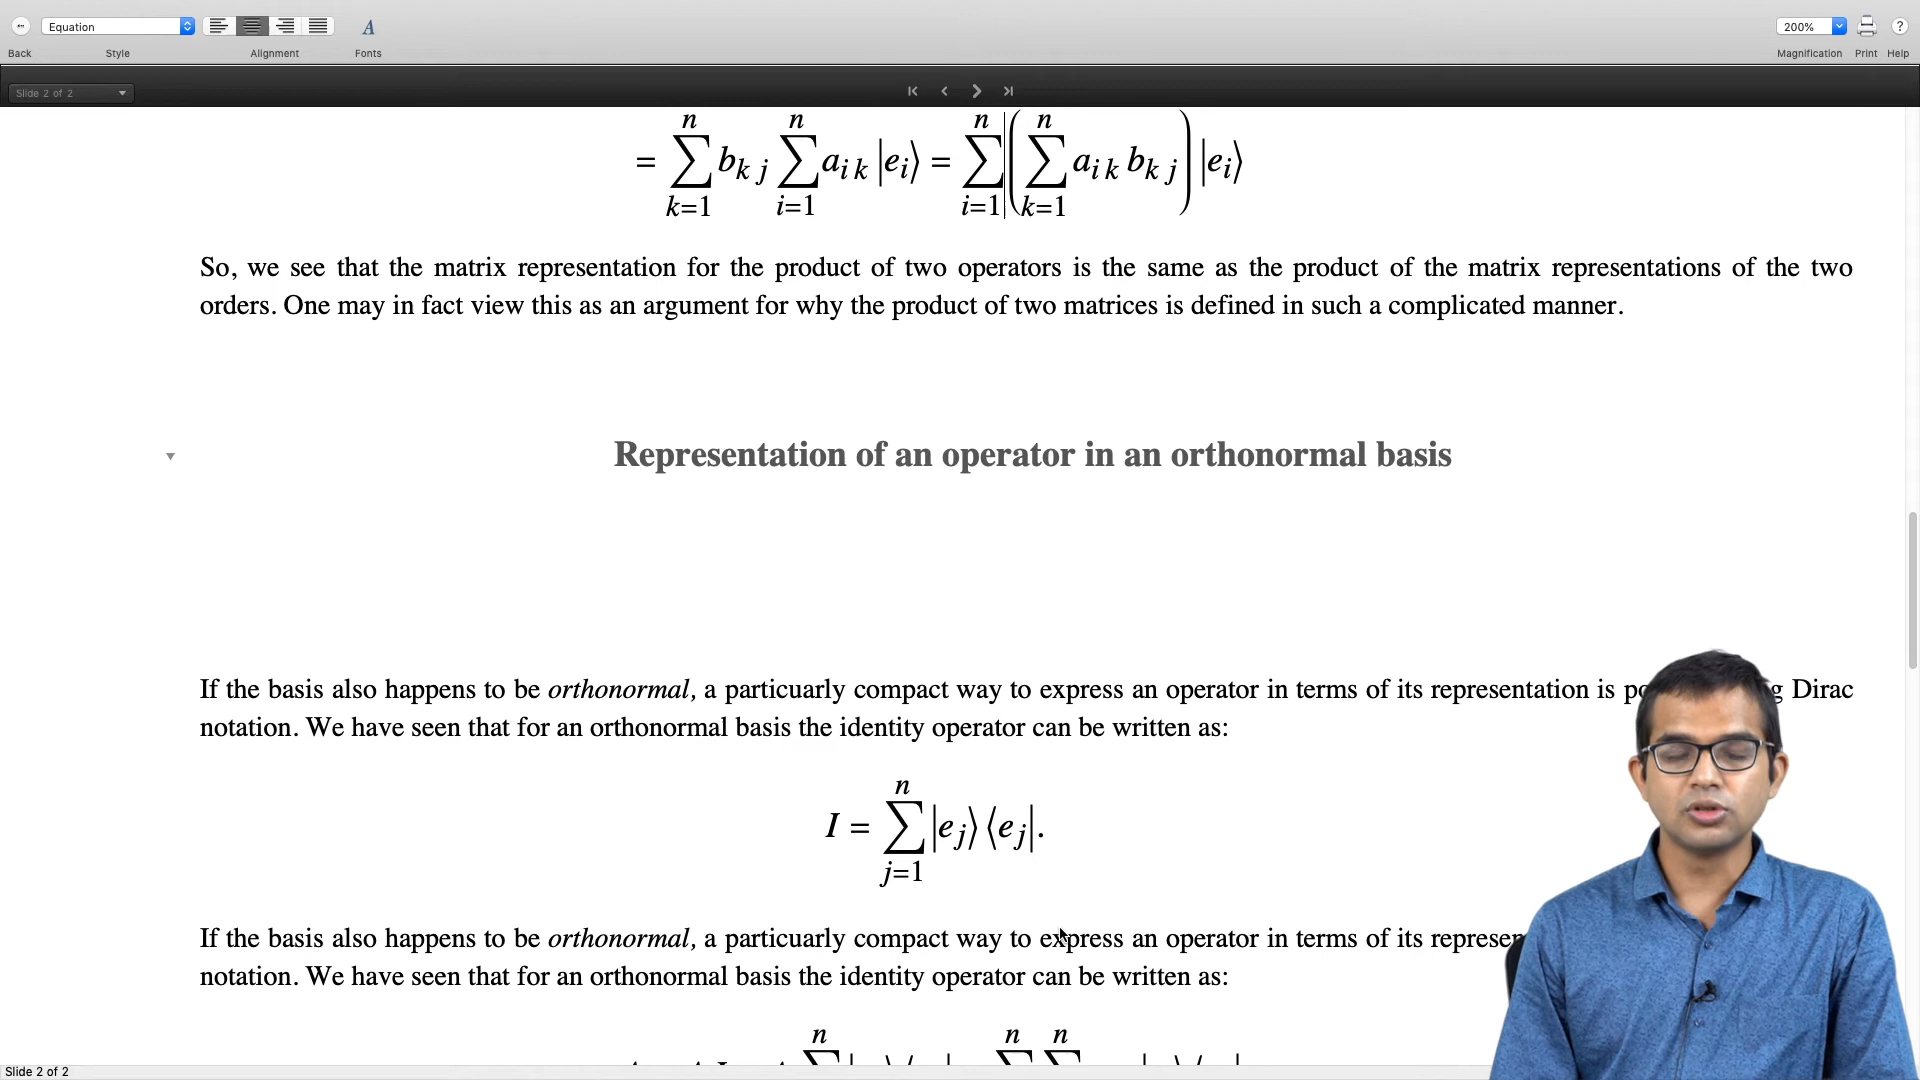 Equation
200%
Back Style Alignment Fonts Magnification Print Help
Slide 2 of 2
= \sum_{k=1}^{n} b_{k j} \sum_{i=1}^{n} a_{i k} |e_i⟩ = \sum_{i=1}^{n} ( \sum_{k=1}^{n} a_{i k} b_{k j} ) |e_i⟩
So, we see that the matrix representation for the product of two operators is the same as the product of the matrix representations of the two
orders. One may in fact view this as an argument for why the product of two matrices is defined in such a complicated manner.
Representation of an operator in an orthonormal basis
If the basis also happens to be orthonormal, a particuarly compact way to express an operator in terms of its representation is Dirac
notation. We have seen that for an orthonormal basis the identity operator can be written as:
I = \sum_{j=1}^{n} |e_j⟩ ⟨e_j|.
If the basis also happens to be orthonormal, a particuarly compact way to express an operator in terms of its
notation. We have seen that for an orthonormal basis the identity operator can be written as:
n n n
Slide 2 of 2